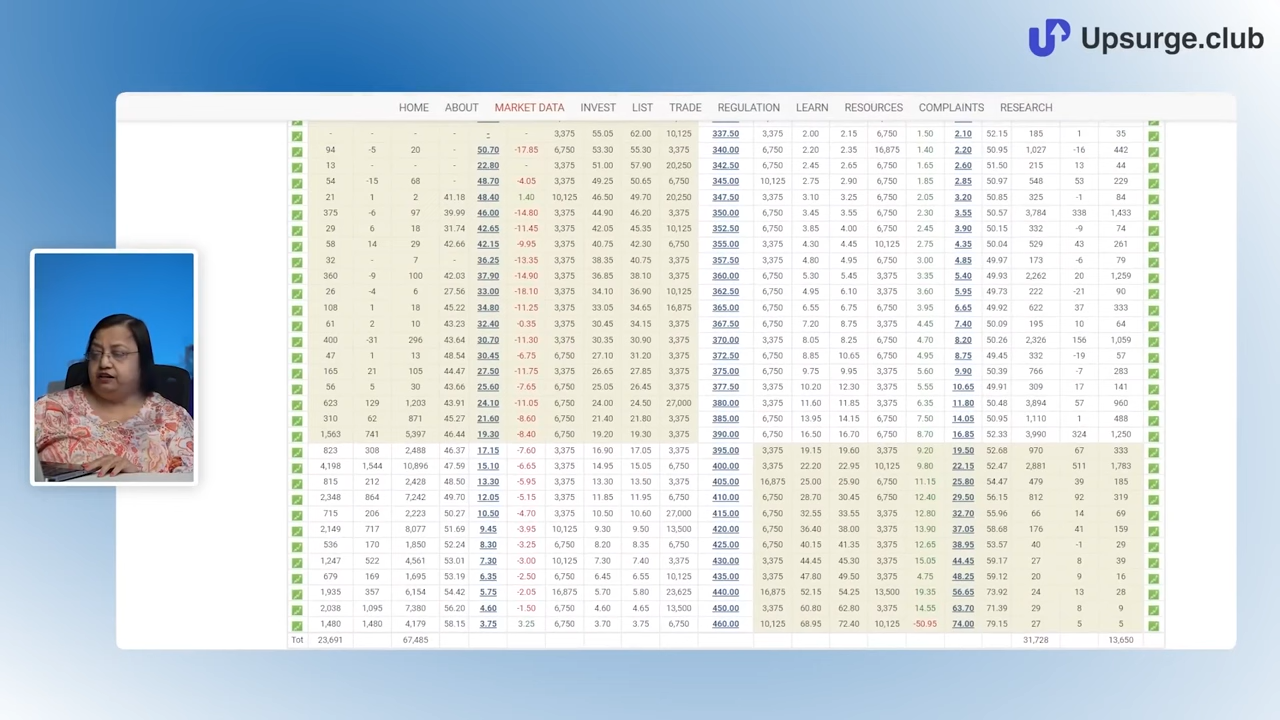 Upsurge.club
HOME ABOUT MARKET DATA INVEST LIST TRADE REGULATION LEARN RESOURCES COMPLAINTS RESEARCH
- - - - - - 3,375 55.05 62.00 10,125 337.50 3,375 2.00 2.15 6,750 1.50 2.10 52.15 185 1 35
94 -5 20 - 50.70 -17.85 6,750 53.30 55.30 3,375 340.00 6,750 2.20 2.35 16,875 1.40 2.20 50.95 1,027 -16 442
13 - - - 22.80 - 3,375 51.00 57.90 20,250 342.50 6,750 2.45 2.65 6,750 1.65 2.60 51.50 215 13 44
54 -15 68 - 48.70 -4.05 3,375 49.25 50.65 6,750 345.00 10,125 2.75 2.90 6,750 1.85 2.85 50.97 548 53 229
21 1 2 41.18 48.40 1.40 10,125 46.50 49.70 20,250 347.50 3,375 3.10 3.25 6,750 2.05 3.20 50.85 325 -1 84
375 -6 97 39.99 46.00 -14.80 3,375 44.90 46.20 3,375 350.00 6,750 3.45 3.55 6,750 2.30 3.55 50.57 3,784 338 1,433
29 6 18 31.74 42.65 -11.45 3,375 42.05 45.35 10,125 352.50 6,750 3.85 4.00 6,750 2.45 3.90 50.15 332 -9 74
58 14 29 42.66 42.15 -9.95 3,375 40.75 42.30 6,750 355.00 3,375 4.30 4.45 10,125 2.75 4.35 50.04 529 43 261
32 - 7 - 36.25 -13.35 3,375 38.35 40.75 3,375 357.50 3,375 4.80 4.95 6,750 3.00 4.85 49.97 173 -6 79
360 -9 100 42.03 37.90 -14.90 3,375 36.85 38.10 3,375 360.00 6,750 5.30 5.45 3,375 3.35 5.40 49.93 2,262 20 1,259
26 -4 6 27.56 33.00 -18.10 3,375 34.10 36.90 10,125 362.50 6,750 4.95 6.10 3,375 3.60 5.95 49.73 222 -21 90
108 1 18 45.22 34.80 -11.25 3,375 33.05 34.65 16,875 365.00 6,750 6.55 6.75 6,750 3.95 6.65 49.92 622 37 333
61 2 10 43.23 32.40 -0.35 3,375 30.45 34.15 3,375 367.50 6,750 7.20 8.75 3,375 4.45 7.40 50.09 195 10 64
400 -31 296 43.64 30.70 -11.30 3,375 30.35 30.90 3,375 370.00 3,375 8.05 8.25 6,750 4.70 8.20 50.26 2,326 156 1,059
47 1 13 48.54 30.45 -6.75 3,375 27.10 31.20 3,375 372.50 6,750 8.85 10.65 6,750 4.95 8.75 49.45 332 -19 57
165 21 105 44.47 27.50 -11.75 3,375 26.65 27.85 3,375 375.00 6,750 9.75 9.95 3,375 5.60 9.90 50.39 766 -7 283
56 5 30 43.66 25.60 -7.65 6,750 25.05 26.45 3,375 377.50 3,375 10.20 12.30 3,375 5.55 10.65 49.91 309 17 141
623 129 1,203 43.91 24.10 -11.05 6,750 24.00 24.50 27,000 380.00 3,375 11.60 11.85 3,375 6.35 11.80 50.48 3,894 57 960
310 62 871 45.27 21.60 -8.60 6,750 21.40 21.80 3,375 385.00 6,750 13.95 14.15 6,750 7.50 14.05 50.95 1,110 1 488
1,563 741 5,397 46.44 19.30 -8.40 6,750 19.20 19.30 3,375 390.00 6,750 16.50 16.70 6,750 8.70 16.85 52.33 3,990 324 1,250
823 308 2,488 46.37 17.15 -7.60 3,375 16.90 17.05 3,375 395.00 3,375 19.15 19.60 3,375 9.20 19.50 52.68 970 67 333
4,198 1,544 10,896 47.59 15.10 -6.65 3,375 14.95 15.05 6,750 400.00 3,375 22.20 22.95 10,125 9.80 22.15 52.47 2,881 511 1,783
815 212 2,428 48.50 13.30 -5.95 3,375 13.30 13.50 3,375 405.00 16,875 25.00 25.90 6,750 11.15 25.80 54.47 479 39 185
2,348 864 7,242 49.70 12.05 -5.15 3,375 11.85 11.95 6,750 410.00 6,750 28.70 30.45 6,750 12.40 29.50 56.15 812 92 319
715 206 2,223 50.27 10.50 -4.70 3,375 10.50 10.60 27,000 415.00 6,750 32.55 33.55 3,375 12.80 32.70 55.96 66 14 69
2,149 717 8,077 51.69 9.45 -3.95 10,125 9.30 9.50 13,500 420.00 6,750 36.40 38.00 3,375 13.90 37.05 58.68 176 41 159
536 170 1,850 52.24 8.30 -3.25 6,750 8.20 8.35 6,750 425.00 6,750 40.15 41.35 3,375 12.65 38.95 53.57 40 -1 29
1,247 522 4,561 53.01 7.30 -3.00 10,125 7.30 7.40 3,375 430.00 3,375 44.45 45.30 3,375 15.05 44.45 59.17 27 8 39
679 169 1,695 53.19 6.35 -2.50 6,750 6.45 6.55 10,125 435.00 3,375 47.80 49.50 3,375 4.75 48.25 59.12 20 9 16
1,935 357 6,154 54.42 5.75 -2.05 16,875 5.70 5.80 23,625 440.00 16,875 52.15 54.25 13,500 19.35 56.65 73.92 24 13 28
2,038 1,095 7,380 56.20 4.60 -1.50 6,750 4.60 4.65 13,500 450.00 3,375 60.80 62.80 3,375 14.55 63.70 71.39 29 8 9
1,480 1,480 4,179 58.15 3.75 3.25 6,750 3.70 3.75 6,750 460.00 10,125 68.95 72.40 10,125 -50.95 74.00 79.15 27 5 5
Tot 23,691 67,485 31,728 13,650